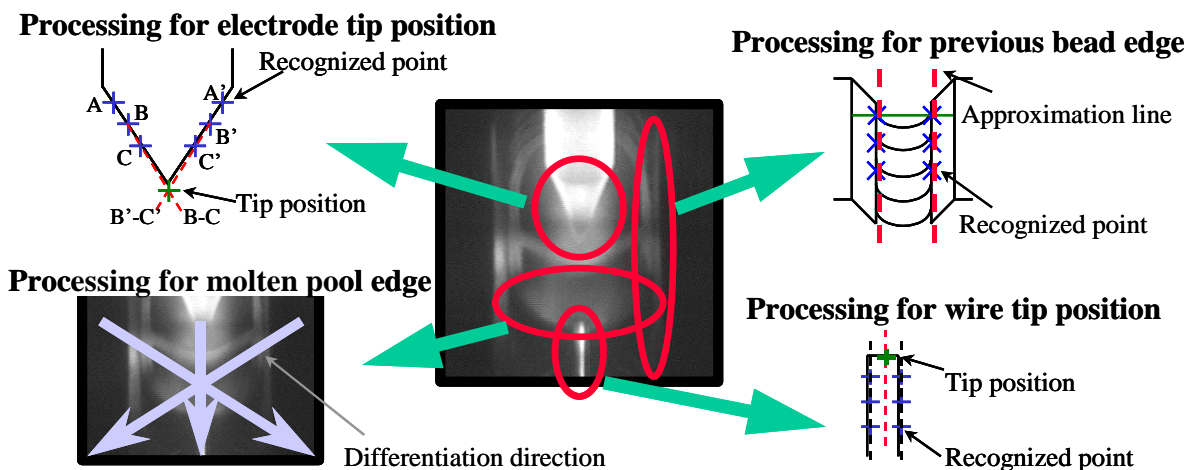 Processing for electrode tip position
Recognized point
A
A'
B
B'
C
C'
Tip position
B'-C'
B-C
Processing for previous bead edge
Approximation line
Recognized point
Processing for molten pool edge
Differentiation direction
Processing for wire tip position
Tip position
Recognized point